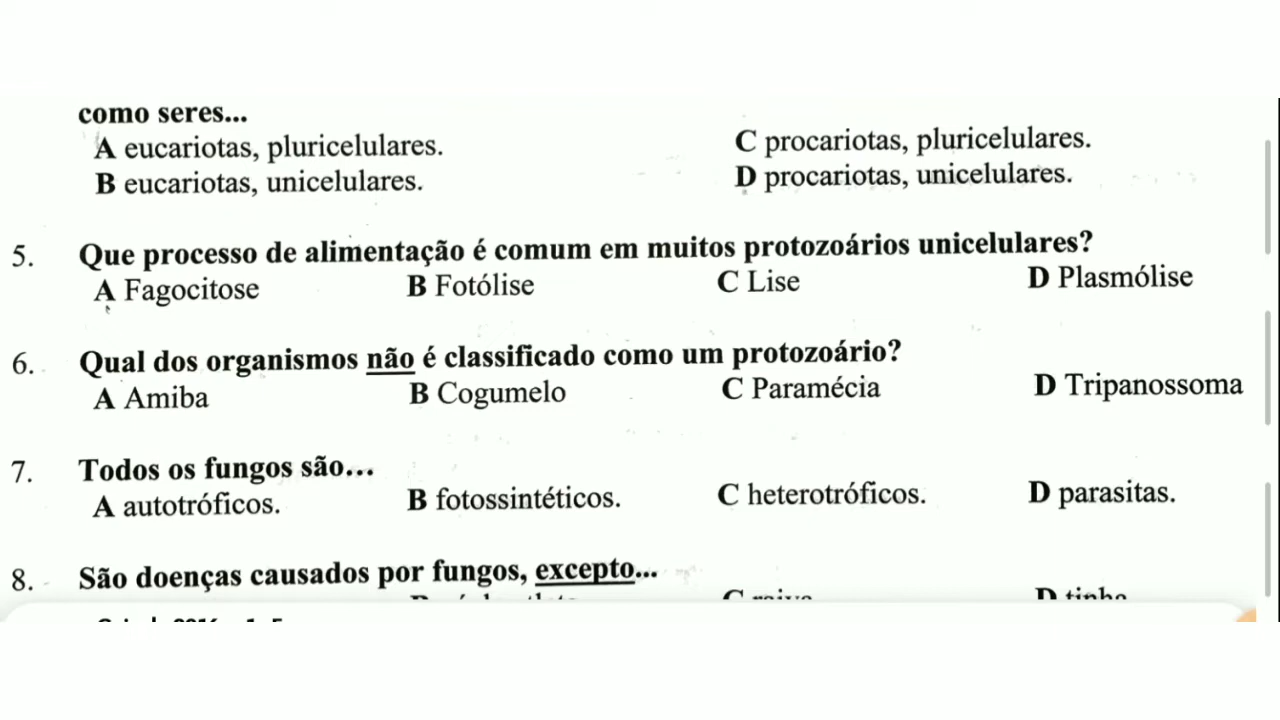 como seres...
A eucariotas, pluricelulares. C procariotas, pluricelulares.
B eucariotas, unicelulares. D procariotas, unicelulares.
5. Que processo de alimentação é comum em muitos protozoários unicelulares?
A Fagocitose B Fotólise C Lise D Plasmólise
6. Qual dos organismos não é classificado como um protozoário?
A Amiba B Cogumelo C Paramécia D Tripanossoma
7. Todos os fungos são...
A autotróficos. B fotossintéticos. C heterotróficos. D parasitas.
8. São doenças causados por fungos, excepto...